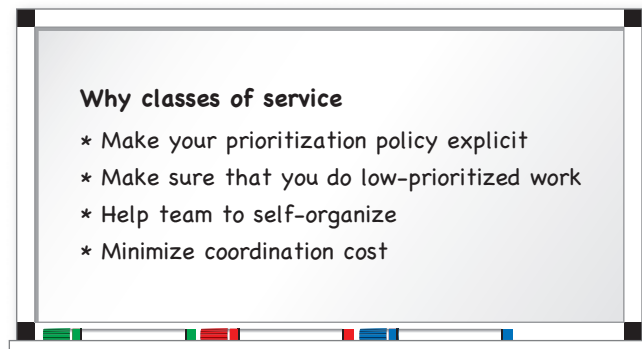 Why classes of service
* Make your prioritization policy explicit
* Make sure that you do low-prioritized work
* Help team to self-organize
* Minimize coordination cost